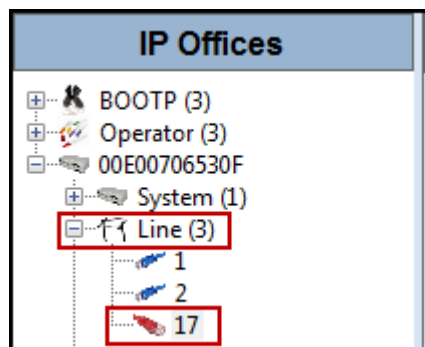 IP Offices
BOOTP (3)
Operator (3)
00E00706530F
System (1)
Line (3)
1
2
17